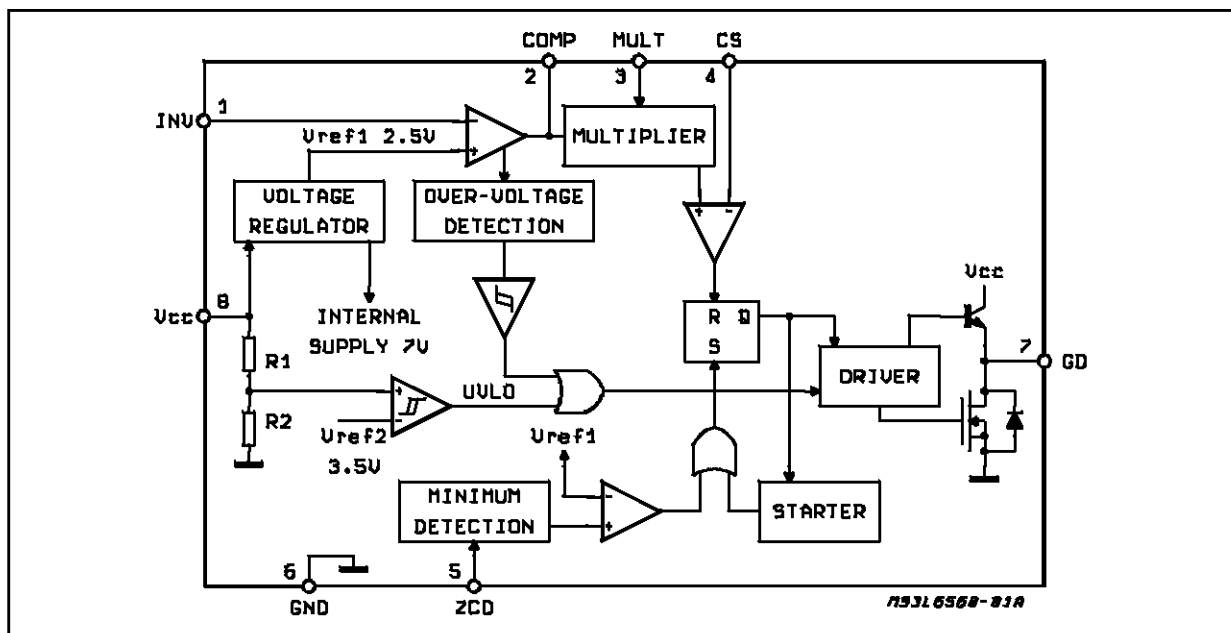 COMP MULT CS
2 3 4
INV 1
Vref1 2.5V
+ -
MULTIPLIER
VOLTAGE
REGULATOR
OVER-VOLTAGE
DETECTION
+ -
Vcc 8
INTERNAL
SUPPLY 7V
R Q
S
Vcc
7 GD
R1
DRIVER
R2
+ -
UVLO
Vref2
3.5V
Vref1
MINIMUM
DETECTION
- +
STARTER
6
GND
5
ZCD